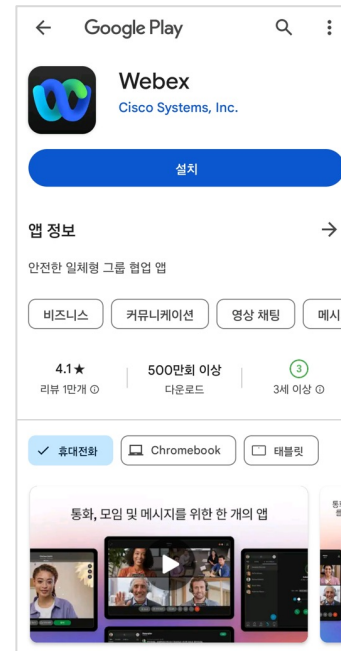 Google Play
Webex
Cisco Systems, Inc.
설치
앱 정보
안전한 일체형 그룹 협업 앱
비즈니스 커뮤니케이션 영상 채팅 메시
4.1★ 500만회 이상 3
리뷰 1만개 다운로드 3세 이상
휴대전화 Chromebook 태블릿
통화, 모임 및 메시지를 위한 한 개의 앱